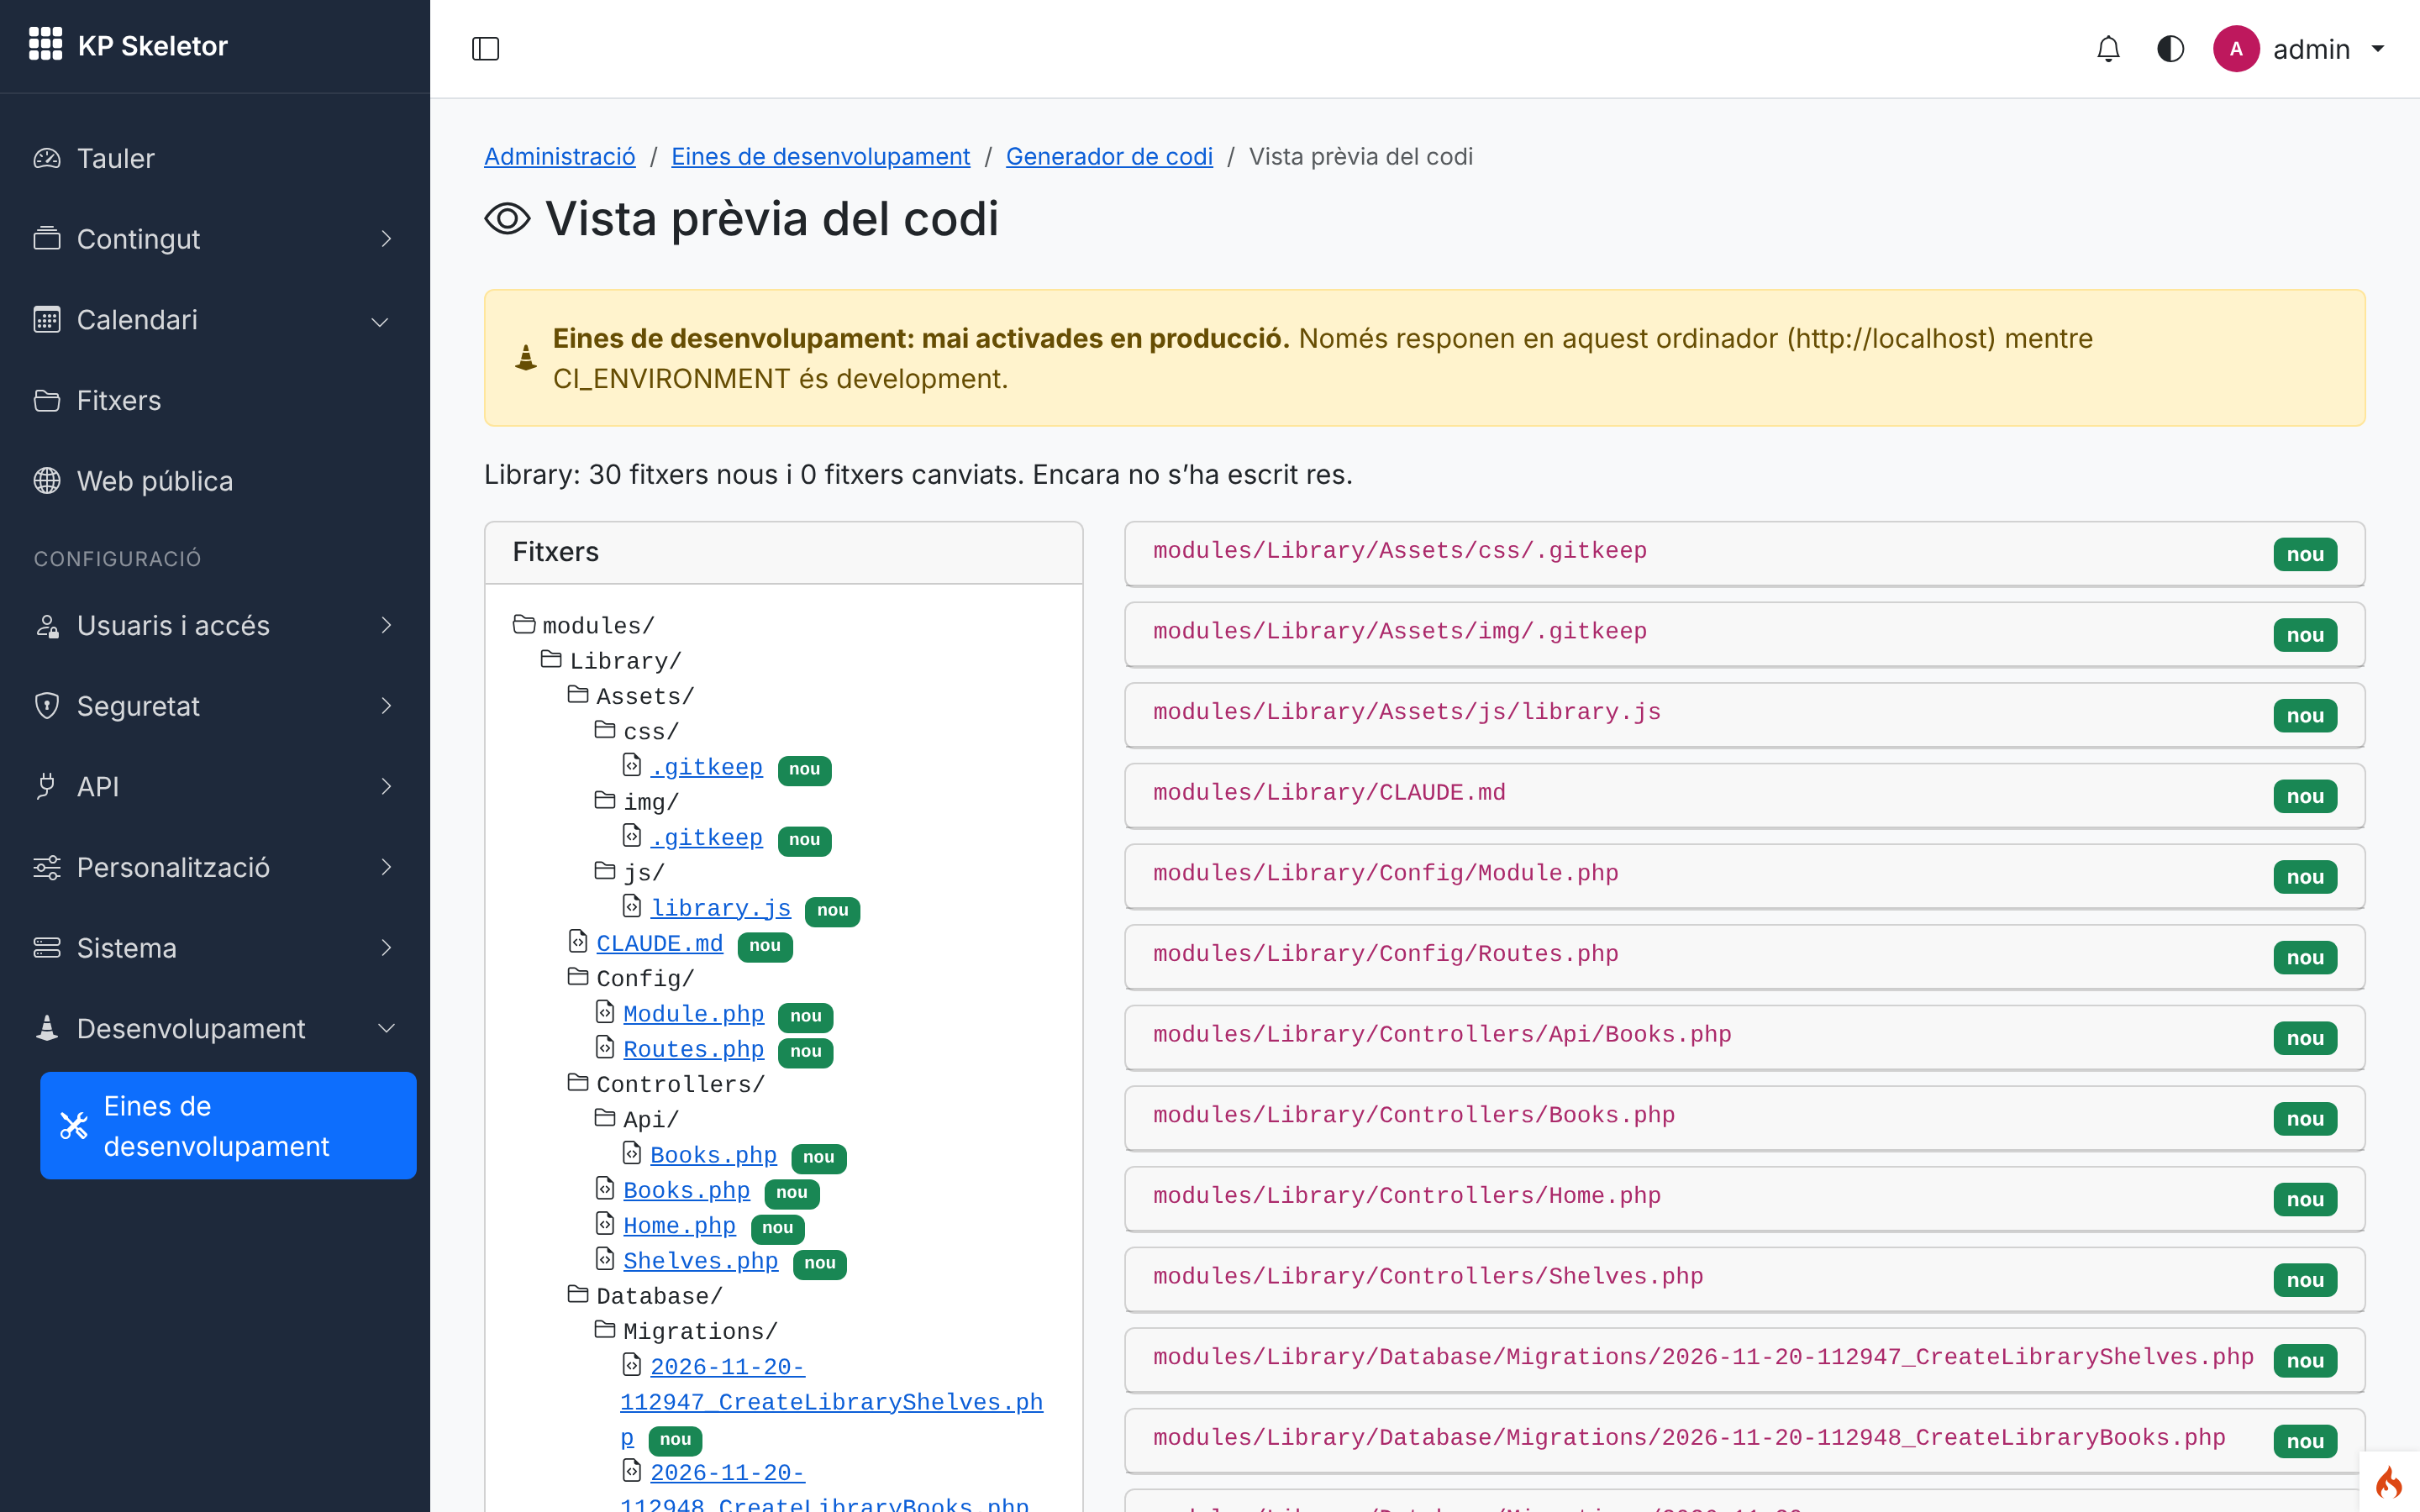 KP Skeletor
A
admin
Tauler
Contingut
Calendari
Fitxers
Web pública
CONFIGURACIÓ
Usuaris i accés
Seguretat
API
Personalització
Sistema
Desenvolupament
Eines de
desenvolupament
Administració / Eines de desenvolupament / Generador de codi / Vista prèvia del codi
Vista prèvia del codi
Eines de desenvolupament: mai activades en producció. Només responen en aquest ordinador (http://localhost) mentre
CI_ENVIRONMENT és development.
Library: 30 fitxers nous i 0 fitxers canviats. Encara no s’ha escrit res.
Fitxers
modules/
Library/
Assets/
css/
.gitkeep nou
img/
.gitkeep nou
js/
library.js nou
CLAUDE.md nou
Config/
Module.php nou
Routes.php nou
Controllers/
Api/
Books.php nou
Books.php nou
Home.php nou
Shelves.php nou
Database/
Migrations/
2026-11-20-
112947_CreateLibraryShelves.ph
p nou
2026-11-20-
112948_CreateLibraryBooks.php
modules/Library/Assets/css/.gitkeep nou
modules/Library/Assets/img/.gitkeep nou
modules/Library/Assets/js/library.js nou
modules/Library/CLAUDE.md nou
modules/Library/Config/Module.php nou
modules/Library/Config/Routes.php nou
modules/Library/Controllers/Api/Books.php nou
modules/Library/Controllers/Books.php nou
modules/Library/Controllers/Home.php nou
modules/Library/Controllers/Shelves.php nou
modules/Library/Database/Migrations/2026-11-20-112947_CreateLibraryShelves.php nou
modules/Library/Database/Migrations/2026-11-20-112948_CreateLibraryBooks.php nou